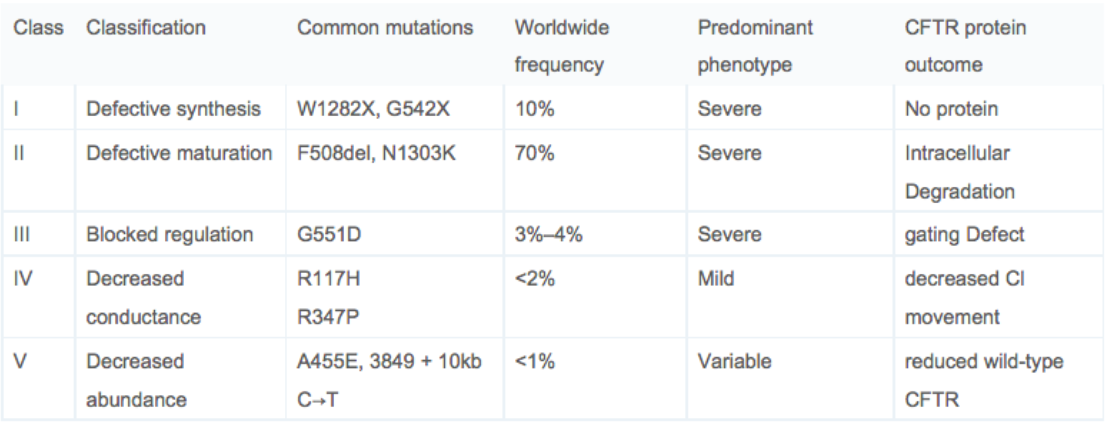 Class Classification Common mutations Worldwide frequency Predominant phenotype CFTR protein outcome
I Defective synthesis W1282X, G542X 10% Severe No protein
II Defective maturation F508del, N1303K 70% Severe Intracellular Degradation
III Blocked regulation G551D 3%–4% Severe gating Defect
IV Decreased conductance R117H R347P <2% Mild decreased Cl movement
V Decreased abundance A455E, 3849 + 10kb C→T <1% Variable reduced wild-type CFTR